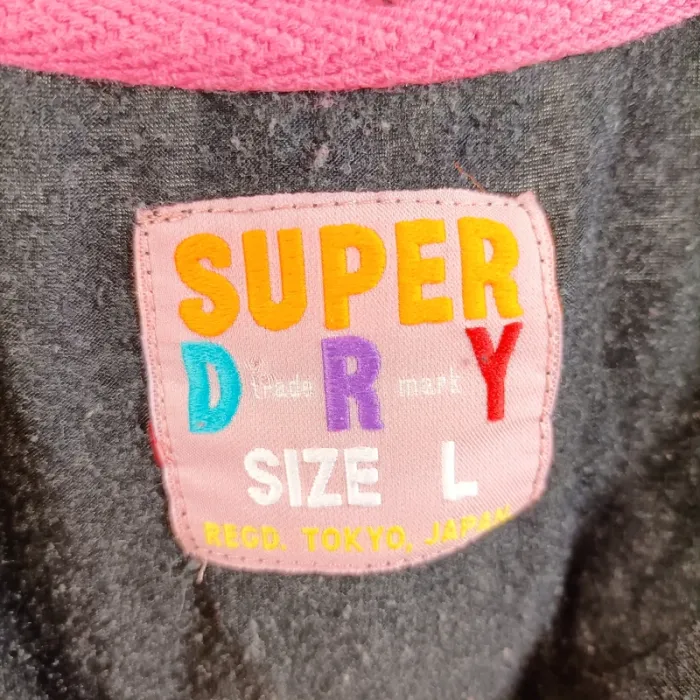 SUPER
D trade R mark Y
SIZE L
REGD. TOKYO, JAPAN